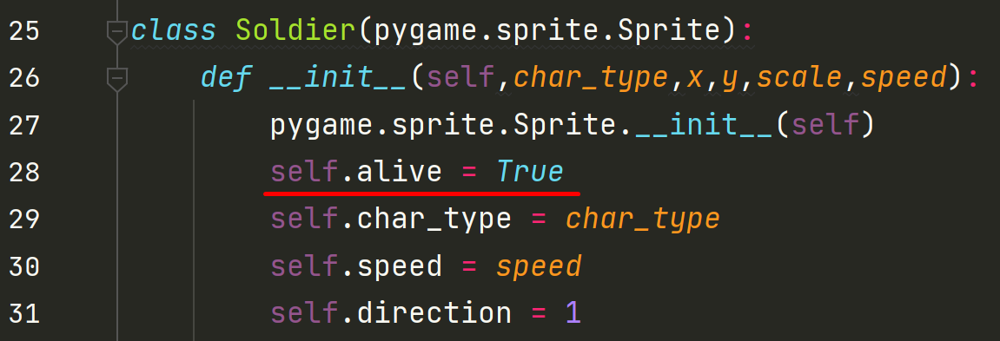 25 class Soldier(pygame.sprite.Sprite):
26 def __init__(self,char_type,x,y,scale,speed):
27 pygame.sprite.Sprite.__init__(self)
28 self.alive = True
29 self.char_type = char_type
30 self.speed = speed
31 self.direction = 1